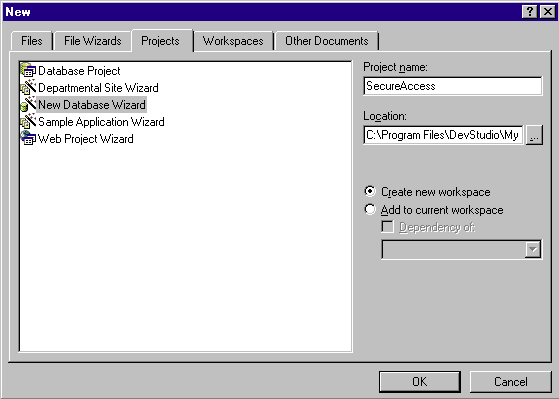 New
Files
File Wizards
Projects
Workspaces
Other Documents
Database Project
Departmental Site Wizard
New Database Wizard
Sample Application Wizard
Web Project Wizard
Project name:
SecureAccess
Location:
C:\Program Files\DevStudio\My
...
Create new workspace
Add to current workspace
Dependency of:
OK
Cancel